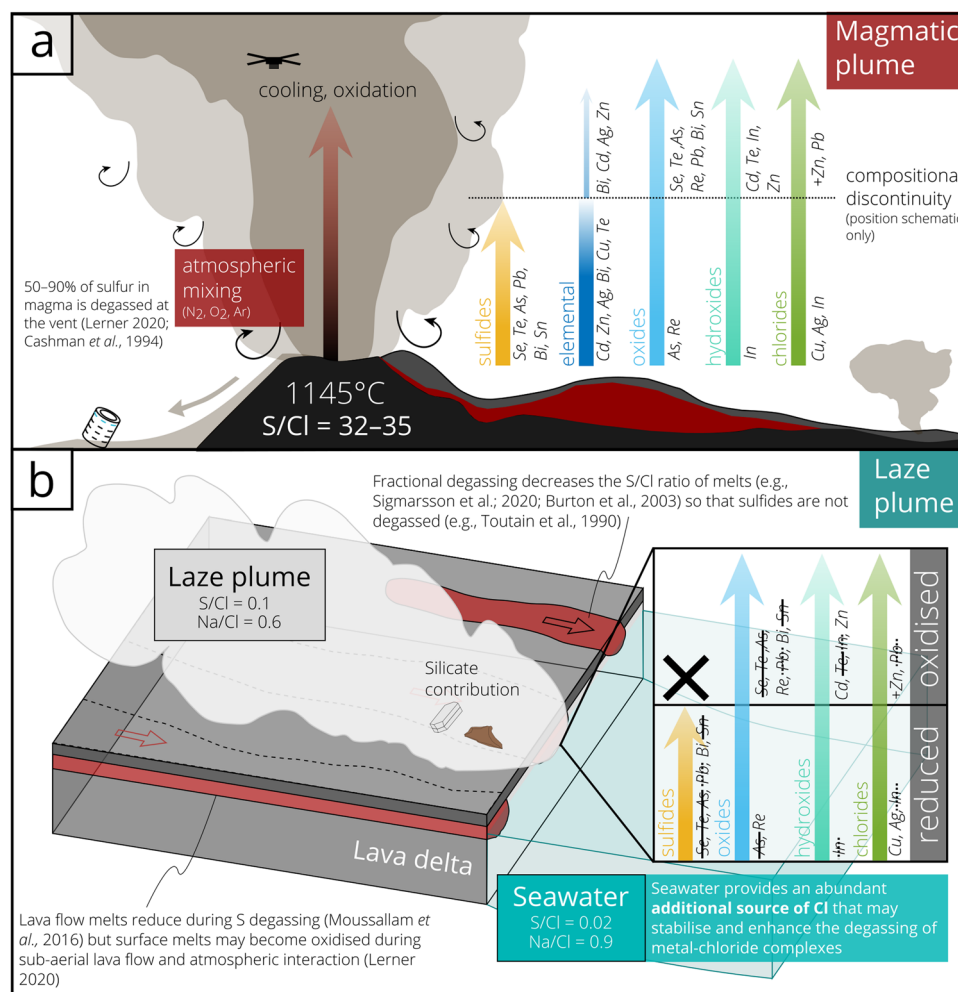 a
Magmatic
plume
cooling, oxidation
atmospheric
mixing
(N2, O2, Ar)
50–90% of sulfur in
magma is degassed at
the vent (Lerner 2020;
Cashman et al., 1994)
1145°C
S/Cl = 32–35
sulfides
Se, Te, As, Pb,
Bi, Sn
elemental
Cd, Zn, Ag, Bi, Cu, Te
Bi, Cd, Ag, Zn
oxides
As, Re
Se, Te ,As,
Re, Pb, Bi, Sn
hydroxides
In
Cd, Te, In,
Zn
chlorides
Cu, Ag, In
+Zn, Pb
compositiona
discontinuity
(position schematic
only)
b
Laze
plume
Fractional degassing decreases the S/Cl ratio of melts (e.g.,
Sigmarsson et al.; 2020; Burton et al., 2003) so that sulfides are not
degassed (e.g., Toutain et al., 1990)
Laze plume
S/Cl = 0.1
Na/Cl = 0.6
Silicate
contribution
Lava delta
oxidised
reduced
Se, Te ,As,
Re, Pb, Bi, Sn
Cd, Te, In, Zn
+Zn, Pb
sulfides
Se, Te, As, Pb, Bi, Sn
oxides
As, Re
hydroxides
In
chlorides
Cu, Ag, In
Seawater
S/Cl = 0.02
Na/Cl = 0.9
Seawater provides an abundant
additional source of Cl that may
stabilise and enhance the degassing of
metal-chloride complexes
Lava flow melts reduce during S degassing (Moussallam et
al., 2016) but surface melts may become oxidised during
sub-aerial lava flow and atmospheric interaction (Lerner
2020)